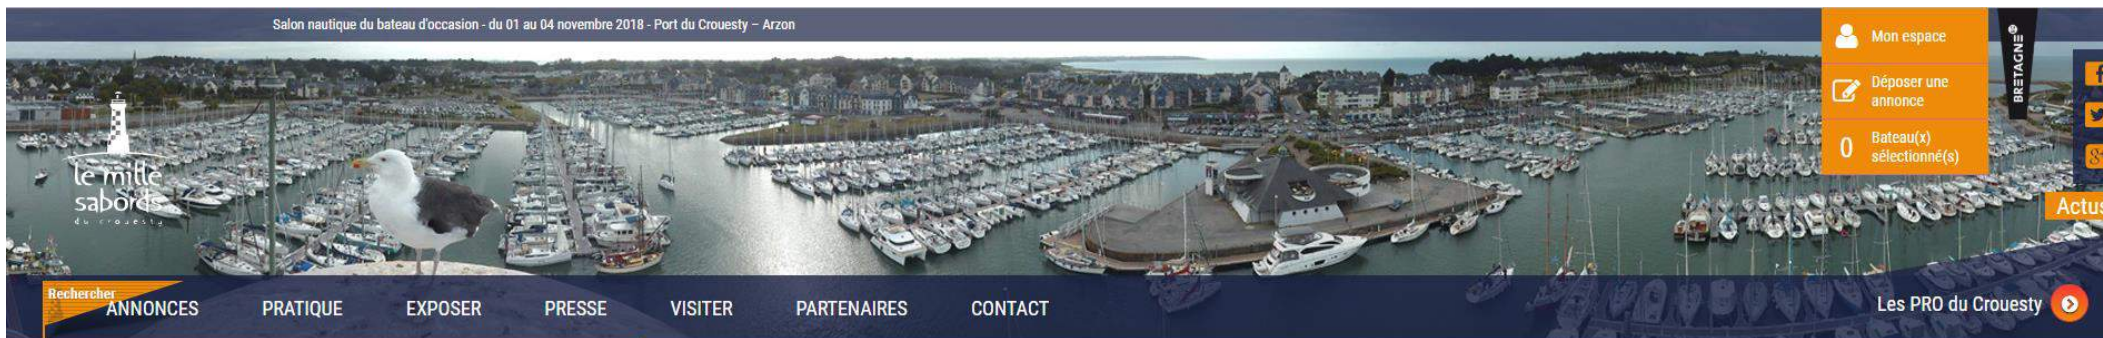 Salon nautique du bateau d'occasion - du 01 au 04 novembre 2018 - Port du Crouesty – Arzon
Mon espace
Déposer une
annonce
0
Bateau(x)
sélectionné(s)
BRETAGNE
le mille
sabords
du crouesty
Actus
Rechercher
ANNONCES
PRATIQUE
EXPOSER
PRESSE
VISITER
PARTENAIRES
CONTACT
Les PRO du Crouesty